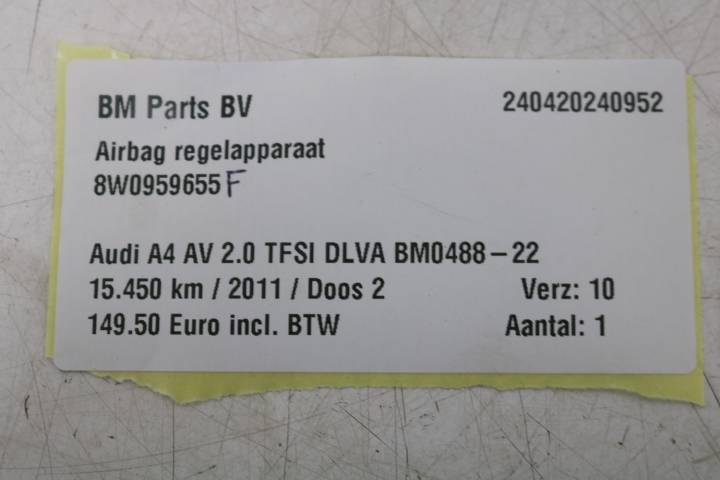 BM Parts BV 240420240952
Airbag regelapparaat
8W0959655 F
Audi A4 AV 2.0 TFSI DLVA BM0488-22
15.450 km / 2011 / Doos 2 Verz: 10
149.50 Euro incl. BTW Aantal: 1